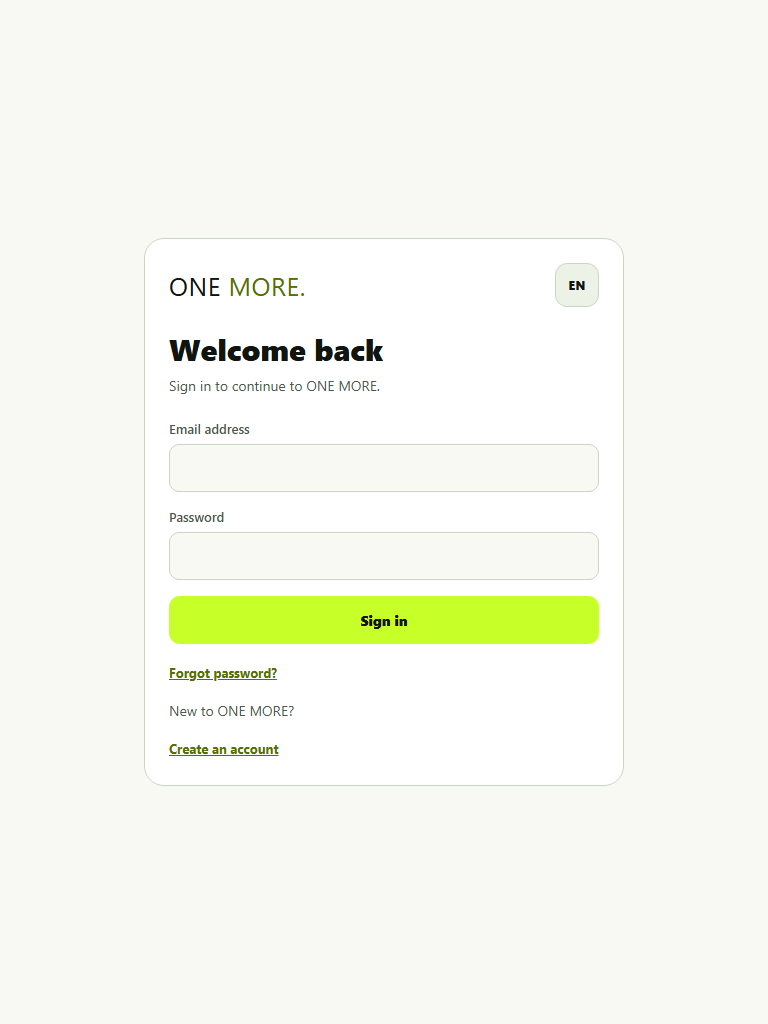 ONE MORE.
EN
Welcome back
Sign in to continue to ONE MORE.
Email address
Password
Sign in
Forgot password?
New to ONE MORE?
Create an account